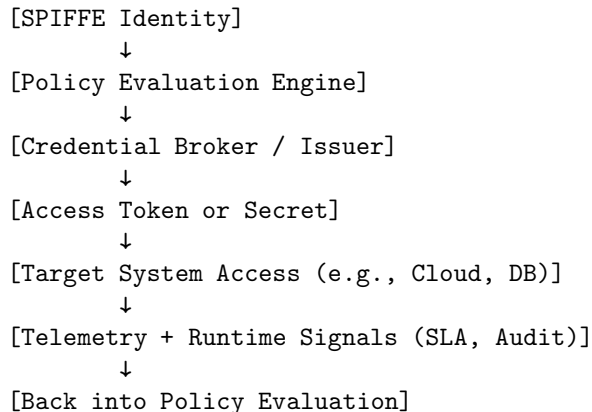 [SPIFFE Identity]
↓
[Policy Evaluation Engine]
↓
[Credential Broker / Issuer]
↓
[Access Token or Secret]
↓
[Target System Access (e.g., Cloud, DB)]
↓
[Telemetry + Runtime Signals (SLA, Audit)]
↓
[Back into Policy Evaluation]